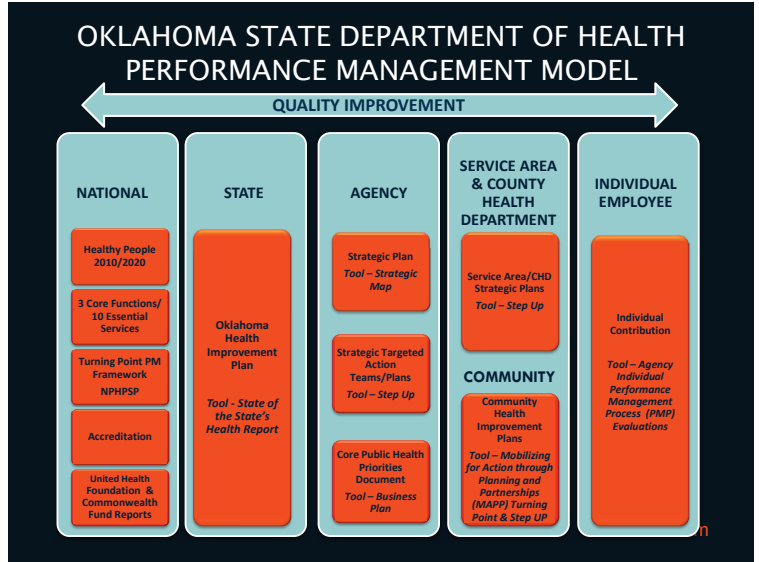 OKLAHOMA STATE DEPARTMENT OF HEALTH
PERFORMANCE MANAGEMENT MODEL
QUALITY IMPROVEMENT
NATIONAL
Healthy People
2010/2020
3 Core Functions/
10 Essential
Services
Turning Point PM
Framework
NPHPSP
Accreditation
United Health
Foundation &
Commonwealth
Fund Reports
STATE
Oklahoma
Health
Improvement
Plan
Tool - State of
the State's
Health Report
AGENCY
Strategic Plan
Tool – Strategic
Map
Strategic Targeted
Action
Teams/Plans
Tool – Step Up
Core Public Health
Priorities
Document
Tool – Business
Plan
SERVICE AREA
& COUNTY
HEALTH
DEPARTMENT
Service Area/CHD
Strategic Plans
Tool – Step Up
COMMUNITY
Community
Health
Improvement
Plans
Tool – Mobilizing
for Action through
Planning and
Partnerships
(MAPP) Turning
Point & Step UP
INDIVIDUAL
EMPLOYEE
Individual
Contribution
Tool – Agency
Individual
Performance
Management
Process (PMP)
Evaluations